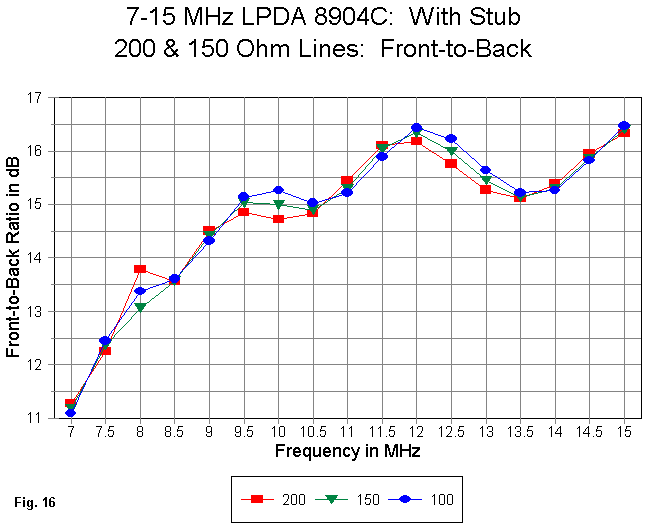 7-15 MHz LPDA 8904C: With Stub
200 & 150 Ohm Lines: Front-to-Back
17
16
15
14
13
12
11
Front-to-Back Ratio in dB
7 7.5 8 8.5 9 9.5 10 10.5 11 11.5 12 12.5 13 13.5 14 14.5 15
Frequency in MHz
Fig. 16
200 150 100